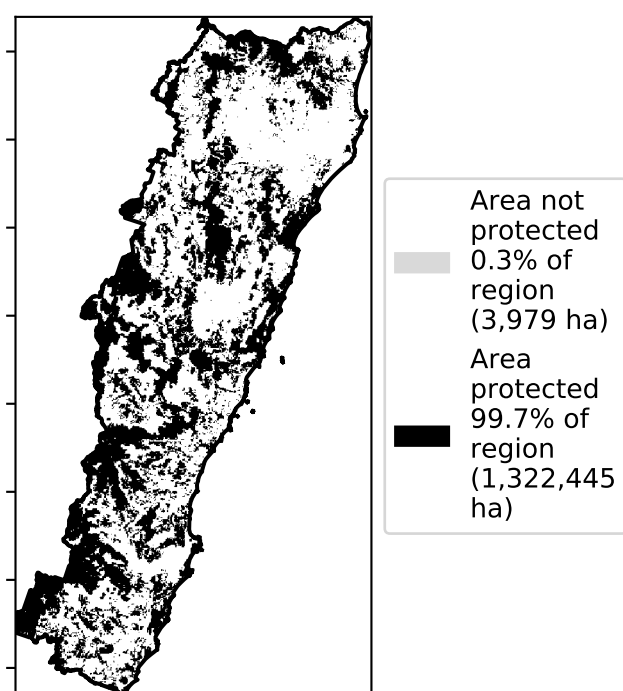 Area not
protected
0.3% of
region
(3,979 ha)
Area
protected
99.7% of
region
(1,322,445
ha)